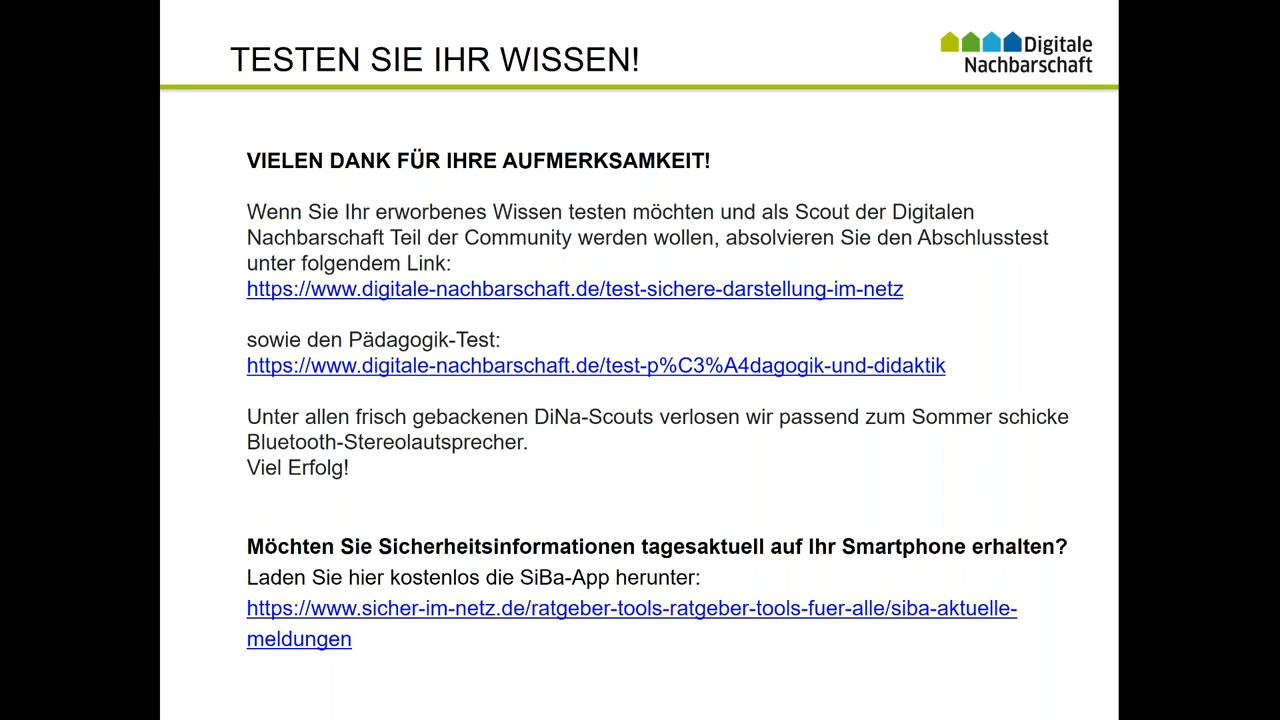 TESTEN SIE IHR WISSEN!
Digitale
Nachbarschaft
VIELEN DANK FÜR IHRE AUFMERKSAMKEIT!
Wenn Sie Ihr erworbenes Wissen testen möchten und als Scout der Digitalen
Nachbarschaft Teil der Community werden wollen, absolvieren Sie den Abschlusstest
unter folgendem Link:
https://www.digitale-nachbarschaft.de/test-sichere-darstellung-im-netz
sowie den Pädagogik-Test:
https://www.digitale-nachbarschaft.de/test-p%C3%A4dagogik-und-didaktik
Unter allen frisch gebackenen DiNa-Scouts verlosen wir passend zum Sommer schicke
Bluetooth-Stereolautsprecher.
Viel Erfolg!
Möchten Sie Sicherheitsinformationen tagesaktuell auf Ihr Smartphone erhalten?
Laden Sie hier kostenlos die SiBa-App herunter:
https://www.sicher-im-netz.de/ratgeber-tools-ratgeber-tools-fuer-alle/siba-aktuelle-
meldungen